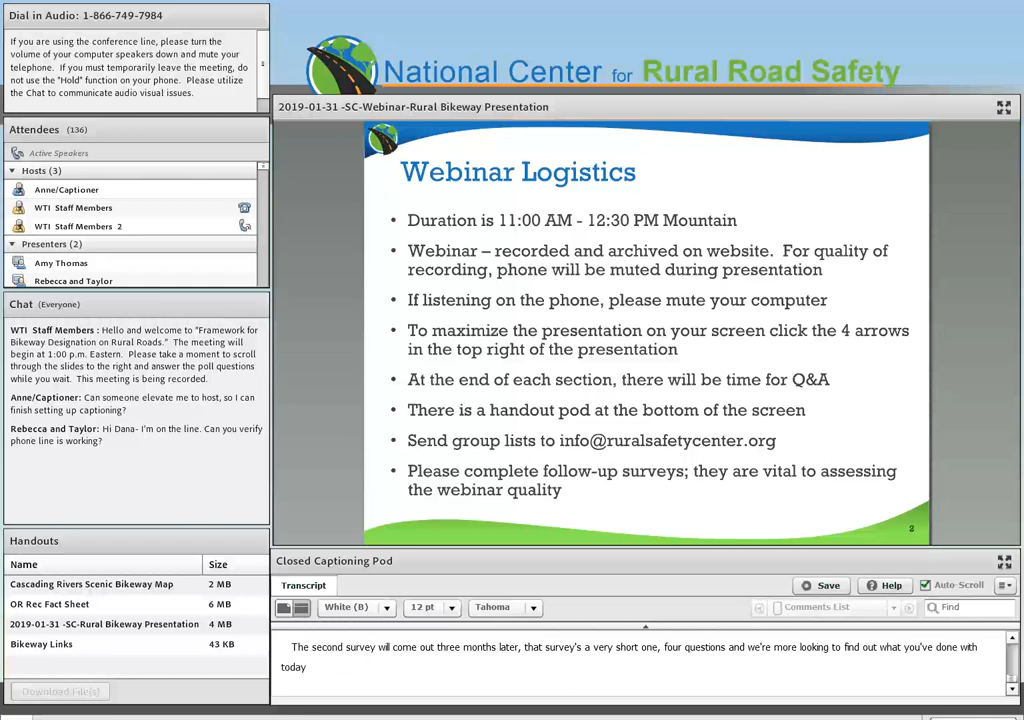 Dial in Audio: 1-866-749-7984
If you are using the conference line, please turn the
volume of your computer speakers down and mute your
telephone. If you must temporarily leave the meeting, do
not use the "Hold" function on your phone. Please utilize
the Chat to communicate audio visual issues.
Attendees (136)
Active Speakers
Hosts (3)
Anne/Captioner
WTI Staff Members
WTI Staff Members 2
Presenters (2)
Amy Thomas
Rebecca and Taylor
Chat (Everyone)
WTI Staff Members : Hello and welcome to "Framework for
Bikeway Designation on Rural Roads." The meeting will
begin at 1:00 p.m. Eastern. Please take a moment to scroll
through the slides to the right and answer the poll questions
while you wait. This meeting is being recorded.
Anne/Captioner: Can someone elevate me to host, so I can
finish setting up captioning?
Rebecca and Taylor: Hi Dana- I'm on the line. Can you verify
phone line is working?
Handouts
Name Size
Cascading Rivers Scenic Bikeway Map 2 MB
OR Rec Fact Sheet 6 MB
2019-01-31 -SC-Rural Bikeway Presentation 4 MB
Bikeway Links 43 KB
Download File(s)
National Center for Rural Road Safety
2019-01-31 -SC-Webinar-Rural Bikeway Presentation
Webinar Logistics
• Duration is 11:00 AM - 12:30 PM Mountain
• Webinar – recorded and archived on website. For quality of
recording, phone will be muted during presentation
• If listening on the phone, please mute your computer
• To maximize the presentation on your screen click the 4 arrows
in the top right of the presentation
• At the end of each section, there will be time for Q&A
• There is a handout pod at the bottom of the screen
• Send group lists to info@ruralsafetycenter.org
• Please complete follow-up surveys; they are vital to assessing
the webinar quality
2
Closed Captioning Pod
Transcript Save Help Auto-Scroll
White (B) 12 pt Tahoma Comments List Find
The second survey will come out three months later, that survey's a very short one, four questions and we're more looking to find out what you've done with
today